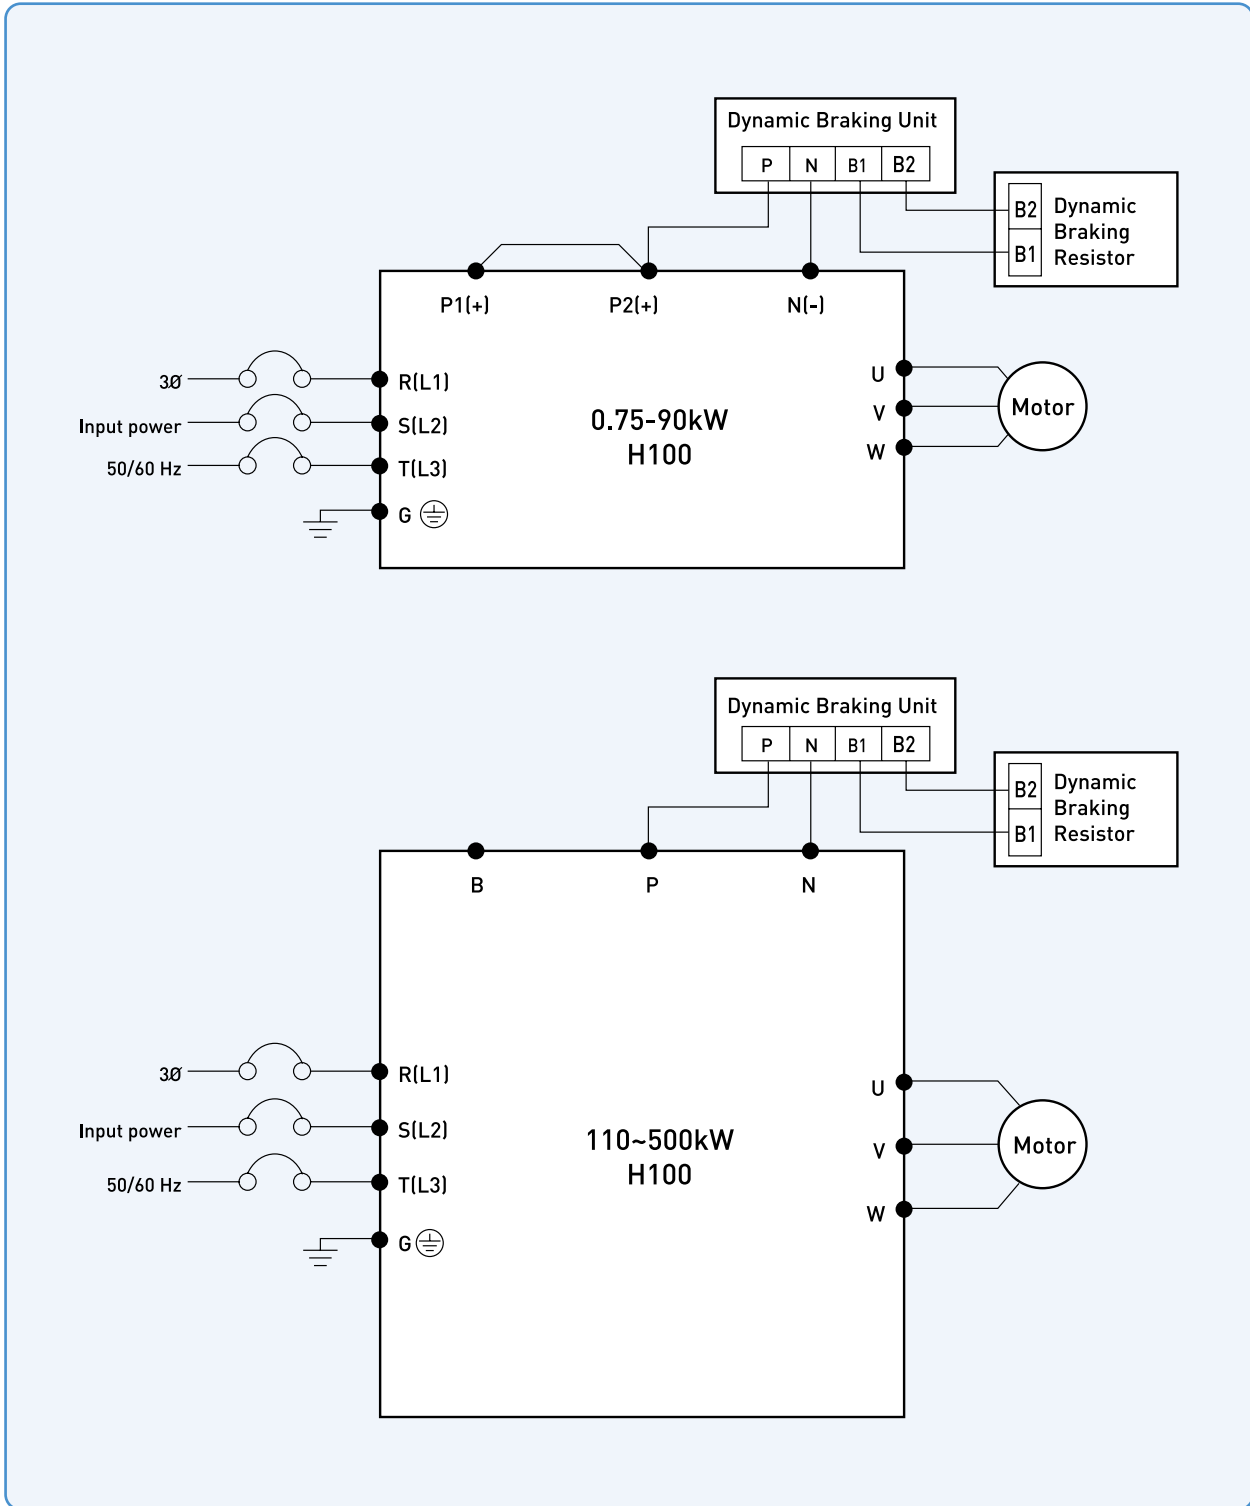 Dynamic Braking Unit
P N B1 B2
B2
B1
Dynamic
Braking
Resistor
P1(+) P2(+) N(-)
3Ø
Input power
50/60 Hz
R(L1)
S(L2)
T(L3)
G
0.75-90kW
H100
U
V
W
Motor
Dynamic Braking Unit
P N B1 B2
B2
B1
Dynamic
Braking
Resistor
B P N
3Ø
Input power
50/60 Hz
R(L1)
S(L2)
T(L3)
G
110~500kW
H100
U
V
W
Motor